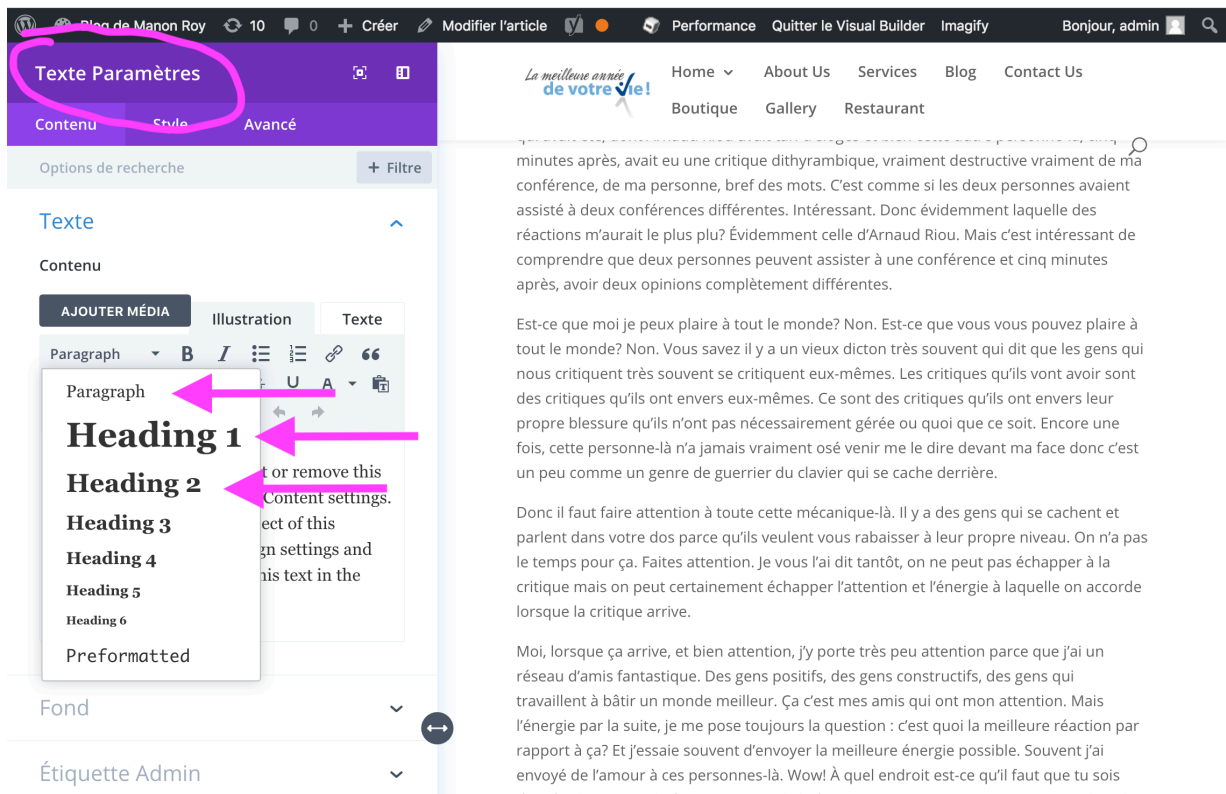 Blog de Manon Roy 10 0 Créer Modifier l'article Performance Quitter le Visual Builder Imagify Bonjour, admin
Texte Paramètres
Contenu Style Avancé
Options de recherche + Filtre
Texte
Contenu
AJOUTER MÉDIA Illustration Texte
Paragraph B I
U A
Paragraph
Heading 1
Heading 2
Heading 3
Heading 4
Heading 5
Heading 6
Preformatted
t or remove this
Content settings.
ect of this
gn settings and
his text in the
Fond
Étiquette Admin
La meilleure année
de votre Vie!
Home About Us Services Blog Contact Us
Boutique Gallery Restaurant
minutes après, avait eu une critique dithyrambique, vraiment destructive vraiment de ma
conférence, de ma personne, bref des mots. C'est comme si les deux personnes avaient
assisté à deux conférences différentes. Intéressant. Donc évidemment laquelle des
réactions m'aurait le plus plu? Évidemment celle d'Arnaud Riou. Mais c'est intéressant de
comprendre que deux personnes peuvent assister à une conférence et cinq minutes
après, avoir deux opinions complètement différentes.
Est-ce que moi je peux plaire à tout le monde? Non. Est-ce que vous vous pouvez plaire à
tout le monde? Non. Vous savez il y a un vieux dicton très souvent qui dit que les gens qui
nous critiquent très souvent se critiquent eux-mêmes. Les critiques qu'ils vont avoir sont
des critiques qu'ils ont envers eux-mêmes. Ce sont des critiques qu'ils ont envers leur
propre blessure qu'ils n'ont pas nécessairement gérée ou quoi que ce soit. Encore une
fois, cette personne-là n'a jamais vraiment osé venir me le dire devant ma face donc c'est
un peu comme un genre de guerrier du clavier qui se cache derrière.
Donc il faut faire attention à toute cette mécanique-là. Il y a des gens qui se cachent et
parlent dans votre dos parce qu'ils veulent vous rabaisser à leur propre niveau. On n'a pas
le temps pour ça. Faites attention. Je vous l'ai dit tantôt, on ne peut pas échapper à la
critique mais on peut certainement échapper l'attention et l'énergie à laquelle on accorde
lorsque la critique arrive.
Moi, lorsque ça arrive, et bien attention, j'y porte très peu attention parce que j'ai un
réseau d'amis fantastique. Des gens positifs, des gens constructifs, des gens qui
travaillent à bâtir un monde meilleur. Ça c'est mes amis qui ont mon attention. Mais
l'énergie par la suite, je me pose toujours la question : c'est quoi la meilleure réaction par
rapport à ça? Et j'essaie souvent d'envoyer la meilleure énergie possible. Souvent j'ai
envoyé de l'amour à ces personnes-là. Wow! À quel endroit est-ce qu'il faut que tu sois